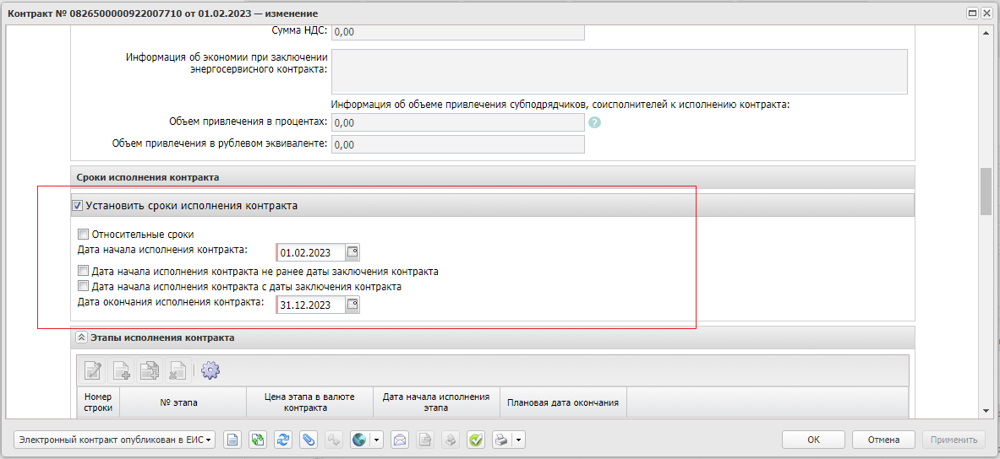 Контракт № 0826500000922007710 от 01.02.2023 — изменение
Сумма НДС: 0,00
Информация об экономии при заключении
энергосервисного контракта:
Информация об объеме привлечения субподрядчиков, соисполнителей к исполнению контракта:
Объем привлечения в процентах: 0,00 ?
Объем привлечения в рублевом эквиваленте: 0,00
Сроки исполнения контракта
Установить сроки исполнения контракта
Относительные сроки
Дата начала исполнения контракта: 01.02.2023
Дата начала исполнения контракта не ранее даты заключения контракта
Дата начала исполнения контракта с даты заключения контракта
Дата окончания исполнения контракта: 31.12.2023
Этапы исполнения контракта
Номер строки
№ этапа
Цена этапа в валюте контракта
Дата начала исполнения этапа
Плановая дата окончания
Электронный контракт опубликован в ЕИС
ОК
Отмена
Применить